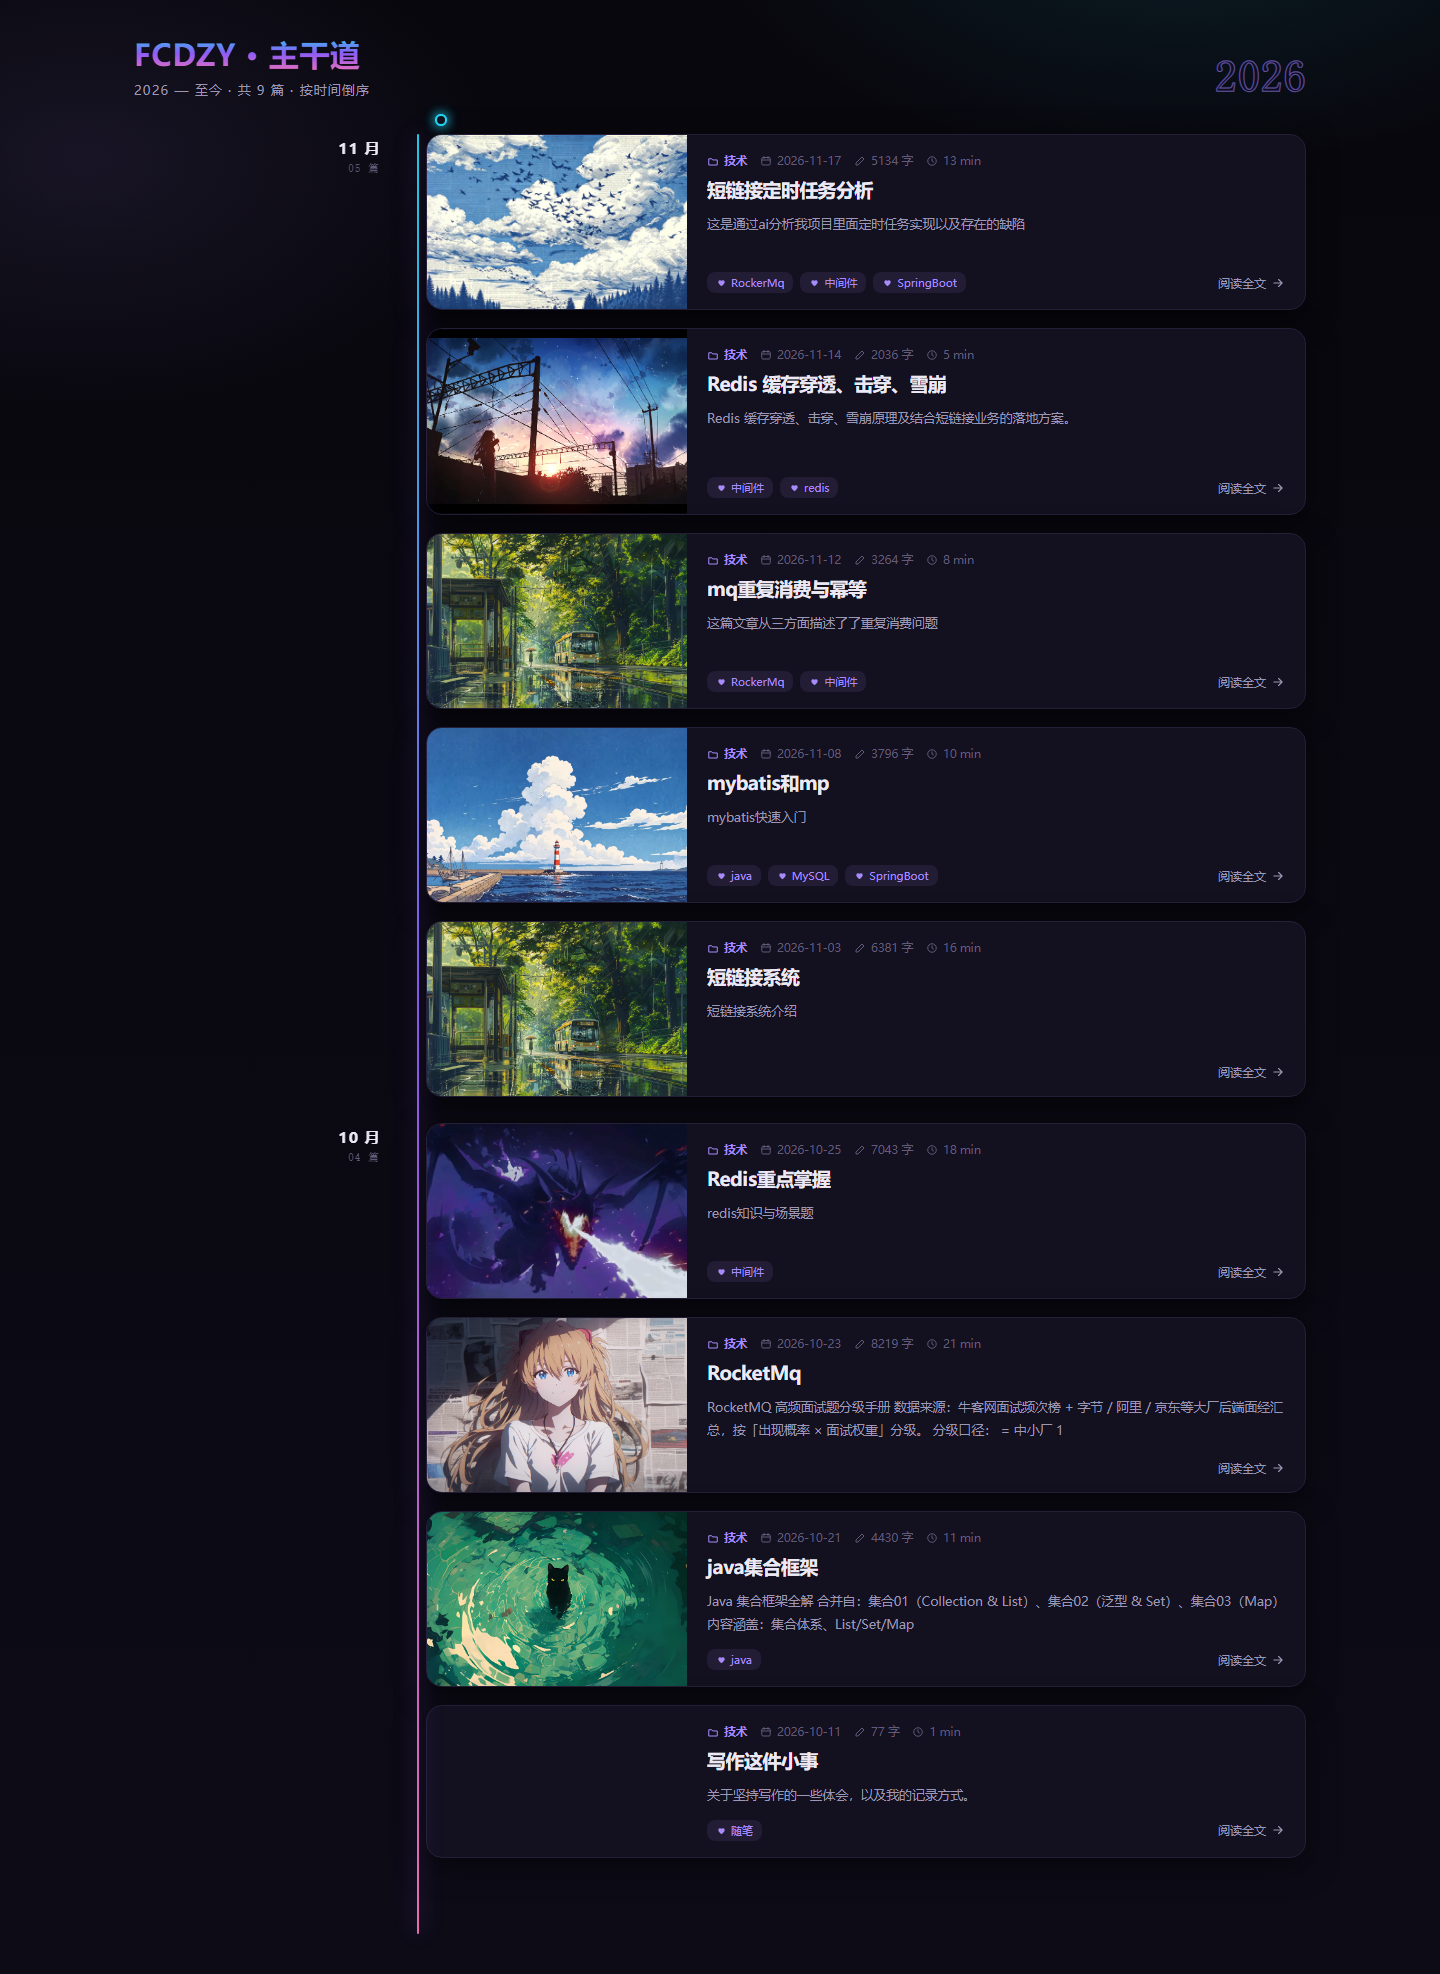 FCDZY • 主干道
2026 — 至今 · 共 9 篇 · 按时间倒序
2026
11 月
05 篇
技术 2026-11-17 5134 字 13 min
短链接定时任务分析
这是通过ai分析我项目里面定时任务实现以及存在的缺陷
RockerMq 中间件 SpringBoot 阅读全文 →
技术 2026-11-14 2036 字 5 min
Redis 缓存穿透、击穿、雪崩
Redis 缓存穿透、击穿、雪崩原理及结合短链接业务的落地方案。
中间件 redis 阅读全文 →
技术 2026-11-12 3264 字 8 min
mq重复消费与幂等
这篇文章从三方面描述了了重复消费问题
RockerMq 中间件 阅读全文 →
技术 2026-11-08 3796 字 10 min
mybatis和mp
mybatis快速入门
java MySQL SpringBoot 阅读全文 →
技术 2026-11-03 6381 字 16 min
短链接系统
短链接系统介绍
阅读全文 →
10 月
04 篇
技术 2026-10-25 7043 字 18 min
Redis重点掌握
redis知识与场景题
中间件 阅读全文 →
技术 2026-10-23 8219 字 21 min
RocketMq
RocketMQ 高频面试题分级手册 数据来源：牛客网面试频次榜 + 字节 / 阿里 / 京东等大厂后端面经汇
总，按「出现概率 × 面试权重」分级。 分级口径： = 中小厂 1
阅读全文 →
技术 2026-10-21 4430 字 11 min
java集合框架
Java 集合框架全解 合并自：集合01（Collection & List）、集合02（泛型 & Set）、集合03（Map）
内容涵盖：集合体系、List/Set/Map
java 阅读全文 →
技术 2026-10-11 77 字 1 min
写作这件小事
关于坚持写作的一些体会，以及我的记录方式。
随笔 阅读全文 →